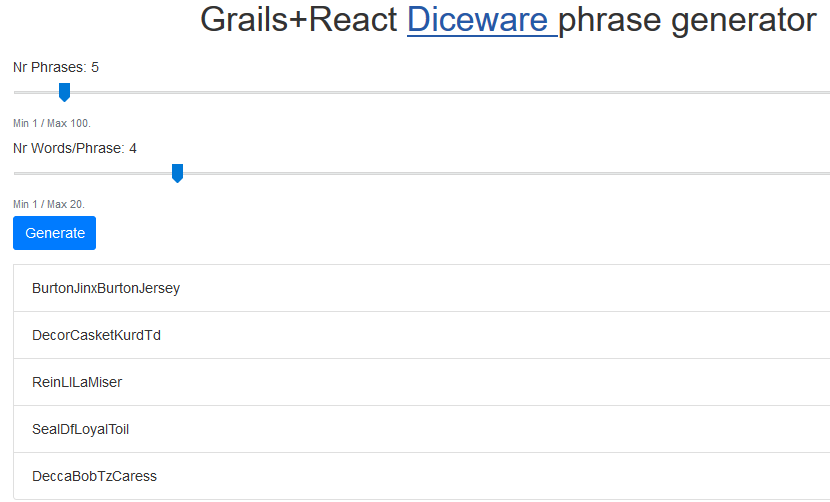 Grails+React Diceware phrase generator
Nr Phrases: 5
Min 1 / Max 100.
Nr Words/Phrase: 4
Min 1 / Max 20.
Generate
BurtonJinxBurtonJersey
DecorCasketKurdTd
ReinLlLaMiser
SealDfLoyalToil
DeccaBobTzCaress